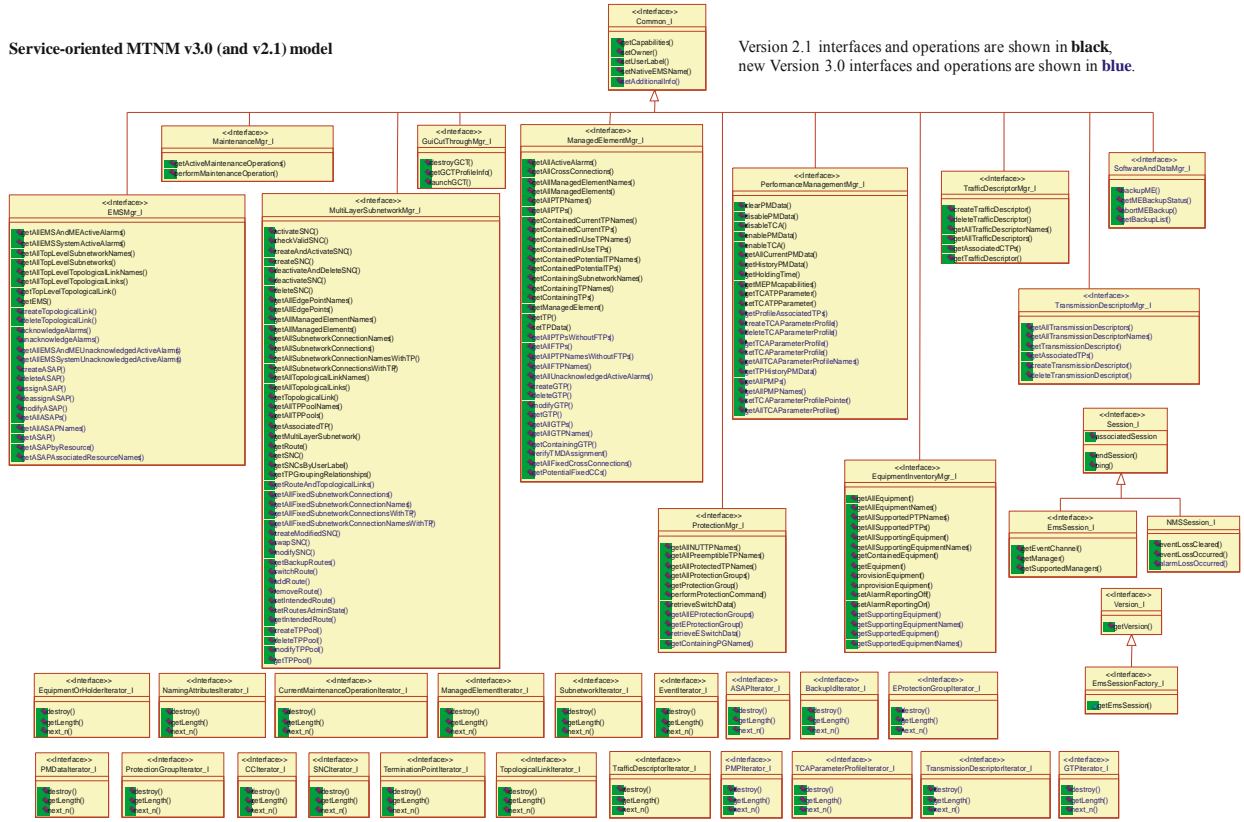 Service-oriented MTNM v3.0 (and v2.1) model
Version 2.1 interfaces and operations are shown in black,
new Version 3.0 interfaces and operations are shown in blue.
<<Interface>>
Common_I
getCapabilities()
setOwner()
setUserLabel()
setNativeEMSName()
setAdditionalInfo()
<<Interface>>
MaintenanceMgr_I
getActiveMaintenanceOperations()
performMaintenanceOperation()
<<Interface>>
GuiCutThroughMgr_I
destroyGCT()
getGCTProfileInfo()
launchGCT()
<<Interface>>
ManagedElementMgr_I
getAllActiveAlarms()
getAllCrossConnections()
getAllManagedElementNames()
getAllManagedElements()
getAllPTPNames()
getAllPTPs()
getContainedCurrentTPNames()
getContainedCurrentTPs()
getContainedInUseTPNames()
getContainedInUseTPs()
getContainedPotentialTPNames()
getContainedPotentialTPs()
getContainingSubnetworkNames()
getContainingTPNames()
getContainingTPs()
getManagedElement()
getTP()
setTPData()
getAllPTPsWithoutFTPs()
getAllFTPs()
getAllPTPNamesWithoutFTPs()
getAllFTPNames()
getAllUnacknowledgedActiveAlarms()
createGTP()
deleteGTP()
modifyGTP()
getGTP()
getAllGTPs()
getAllGTPNames()
getContainingGTP()
verifyTMDAssignment()
getAllFixedCrossConnections()
getPotentialFixedCCs()
<<Interface>>
PerformanceManagementMgr_I
clearPMData()
disablePMData()
disableTCA()
enablePMData()
enableTCA()
getAllCurrentPMData()
getHistoryPMData()
getHoldingTime()
getMEPMcapabilities()
getTCATPParameter()
setTCATPParameter()
getProfileAssociatedTPs()
createTCAParameterProfile()
deleteTCAParameterProfile()
getTCAParameterProfile()
setTCAParameterProfile()
getAllTCAParameterProfileNames()
getTPHistoryPMData()
getAllPMPs()
getAllPMPNames()
setTCAParameterProfilePointer()
getAllTCAParameterProfiles()
<<Interface>>
TrafficDescriptorMgr_I
createTrafficDescriptor()
deleteTrafficDescriptor()
getAllTrafficDescriptorNames()
getAllTrafficDescriptors()
getAssociatedCTPs()
getTrafficDescriptor()
<<Interface>>
SoftwareAndDataMgr_I
backupME()
getMEBackupStatus()
abortMEBackup()
getBackupList()
<<Interface>>
EMSMgr_I
getAllEMSAndMEActiveAlarms()
getAllEMSSystemActiveAlarms()
getAllTopLevelSubnetworkNames()
getAllTopLevelSubnetworks()
getAllTopLevelTopologicalLinkNames()
getAllTopLevelTopologicalLinks()
getTopLevelTopologicalLink()
getEMS()
createTopologicalLink()
deleteTopologicalLink()
acknowledgeAlarms()
unacknowledgeAlarms()
getAllEMSAndMEUnacknowledgedActiveAlarms()
getAllEMSSystemUnacknowledgedActiveAlarms()
createASAP()
deleteASAP()
assignASAP()
deassignASAP()
modifyASAP()
getAllASAPs()
getAllASAPNames()
getASAP()
getASAPbyResource()
getASAPAssociatedResourceNames()
<<Interface>>
MultiLayerSubnetworkMgr_I
activateSNC()
checkValidSNC()
createAndActivateSNC()
createSNC()
deactivateAndDeleteSNC()
deactivateSNC()
deleteSNC()
getAllEdgePointNames()
getAllEdgePoints()
getAllManagedElementNames()
getAllManagedElements()
getAllSubnetworkConnectionNames()
getAllSubnetworkConnections()
getAllSubnetworkConnectionNamesWithTP()
getAllSubnetworkConnectionsWithTP()
getAllTopologicalLinkNames()
getAllTopologicalLinks()
getTopologicalLink()
getAllTPPoolNames()
getAllTPPools()
getAssociatedTP()
getMultiLayerSubnetwork()
getRoute()
getSNC()
getSNCsByUserLabel()
getTPGroupingRelationships()
getRouteAndTopologicalLinks()
getAllFixedSubnetworkConnections()
getAllFixedSubnetworkConnectionNames()
getAllFixedSubnetworkConnectionsWithTP()
getAllFixedSubnetworkConnectionNamesWithTP()
createModifiedSNC()
swapSNC()
modifySNC()
getBackupRoutes()
switchRoute()
addRoute()
removeRoute()
setIntendedRoute()
setRoutesAdminState()
getIntendedRoute()
createTPPool()
deleteTPPool()
modifyTPPool()
getTPPool()
<<Interface>>
TransmissionDescriptorMgr_I
getAllTransmissionDescriptors()
getAllTransmissionDescriptorNames()
getTransmissionDescriptor()
getAssociatedTPs()
createTransmissionDescriptor()
deleteTransmissionDescriptor()
<<Interface>>
Session_I
associatedSession
endSession()
ping()
<<Interface>>
EquipmentInventoryMgr_I
getAllEquipment()
getAllEquipmentNames()
getAllSupportedPTPNames()
getAllSupportedPTPs()
getAllSupportingEquipment()
getAllSupportingEquipmentNames()
getContainedEquipment()
getEquipment()
provisionEquipment()
unprovisionEquipment()
setAlarmReportingOff()
setAlarmReportingOn()
getSupportingEquipment()
getSupportingEquipmentNames()
getSupportedEquipment()
getSupportedEquipmentNames()
<<Interface>>
ProtectionMgr_I
getAllNUTTPNames()
getAllPreemptibleTPNames()
getAllProtectedTPNames()
getAllProtectionGroups()
getProtectionGroup()
performProtectionCommand()
retrieveSwitchData()
getAllEProtectionGroups()
getEProtectionGroup()
retrieveESwitchData()
getContainingPGNames()
<<Interface>>
EmsSession_I
getEventChannel()
getManager()
getSupportedManagers()
<<Interface>>
NMSSession_I
eventLossCleared()
eventLossOccurred()
alarmLossOccurred()
<<Interface>>
Version_I
getVersion()
<<Interface>>
EmsSessionFactory_I
getEmsSession()
<<Interface>>
EquipmentOrHolderIterator_I
destroy()
getLength()
next_n()
<<Interface>>
NamingAttributesIterator_I
destroy()
getLength()
next_n()
<<Interface>>
CurrentMaintenanceOperationIterator_I
destroy()
getLength()
next_n()
<<Interface>>
ManagedElementIterator_I
destroy()
getLength()
next_n()
<<Interface>>
SubnetworkIterator_I
destroy()
getLength()
next_n()
<<Interface>>
EventIterator_I
destroy()
getLength()
next_n()
<<Interface>>
ASAPIterator_I
destroy()
getLength()
next_n()
<<Interface>>
BackupIdIterator_I
destroy()
getLength()
next_n()
<<Interface>>
EProtectionGroupIterator_I
destroy()
getLength()
next_n()
<<Interface>>
PMDataIterator_I
destroy()
getLength()
next_n()
<<Interface>>
ProtectionGroupIterator_I
destroy()
getLength()
next_n()
<<Interface>>
CCIterator_I
destroy()
getLength()
next_n()
<<Interface>>
SNCIterator_I
destroy()
getLength()
next_n()
<<Interface>>
TerminationPointIterator_I
destroy()
getLength()
next_n()
<<Interface>>
TopologicalLinkIterator_I
destroy()
getLength()
next_n()
<<Interface>>
TrafficDescriptorIterator_I
destroy()
getLength()
next_n()
<<Interface>>
PMPIterator_I
destroy()
getLength()
next_n()
<<Interface>>
TCAParameterProfileIterator_I
destroy()
getLength()
next_n()
<<Interface>>
TransmissionDescriptorIterator_I
destroy()
getLength()
next_n()
<<Interface>>
GTPiterator_I
destroy()
getLength()
next_n()